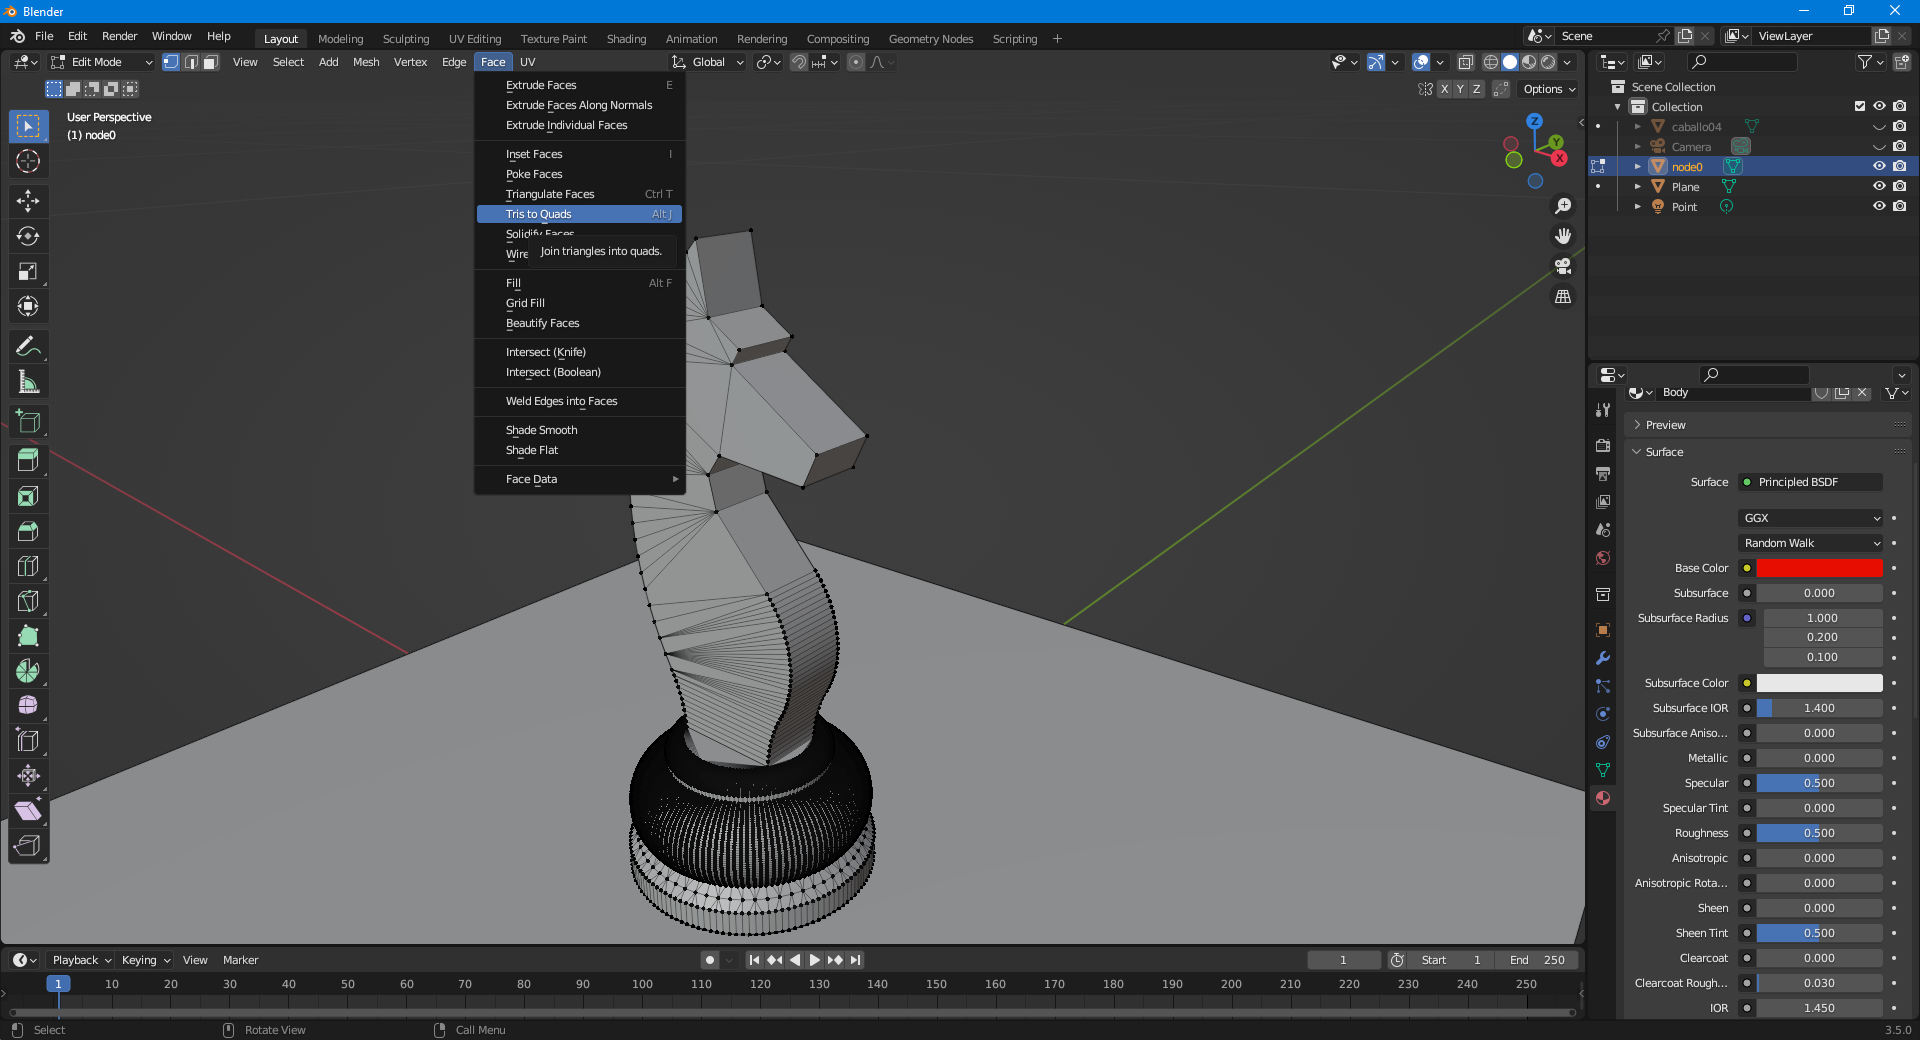 Blender
File Edit Render Window Help
Layout Modeling Sculpting UV Editing Texture Paint Shading Animation Rendering Compositing Geometry Nodes Scripting +
Scene
ViewLayer
Edit Mode
View Select Add Mesh Vertex Edge Face UV
Global
X Y Z
Options
User Perspective
(1) node0
Extrude Faces E
Extrude Faces Along Normals
Extrude Individual Faces
Inset Faces I
Poke Faces
Triangulate Faces Ctrl T
Tris to Quads Alt J
Solidify Faces
Wire
Join triangles into quads.
Fill Alt F
Grid Fill
Beautify Faces
Intersect (Knife)
Intersect (Boolean)
Weld Edges into Faces
Shade Smooth
Shade Flat
Face Data
Z
Y
X
Scene Collection
Collection
caballo04
Camera
node0
Plane
Point
Body
Preview
Surface
Surface Principled BSDF
GGX
Random Walk
Base Color
Subsurface 0.000
Subsurface Radius 1.000
0.200
0.100
Subsurface Color
Subsurface IOR 1.400
Subsurface Aniso... 0.000
Metallic 0.000
Specular 0.500
Specular Tint 0.000
Roughness 0.500
Anisotropic 0.000
Anisotropic Rota... 0.000
Sheen 0.000
Sheen Tint 0.500
Clearcoat 0.000
Clearcoat Rough... 0.030
IOR 1.450
Playback Keying View Marker
1 Start 1 End 250
1 10 20 30 40 50 60 70 80 90 100 110 120 130 140 150 160 170 180 190 200 210 220 230 240 250
Select Rotate View Call Menu
3.5.0